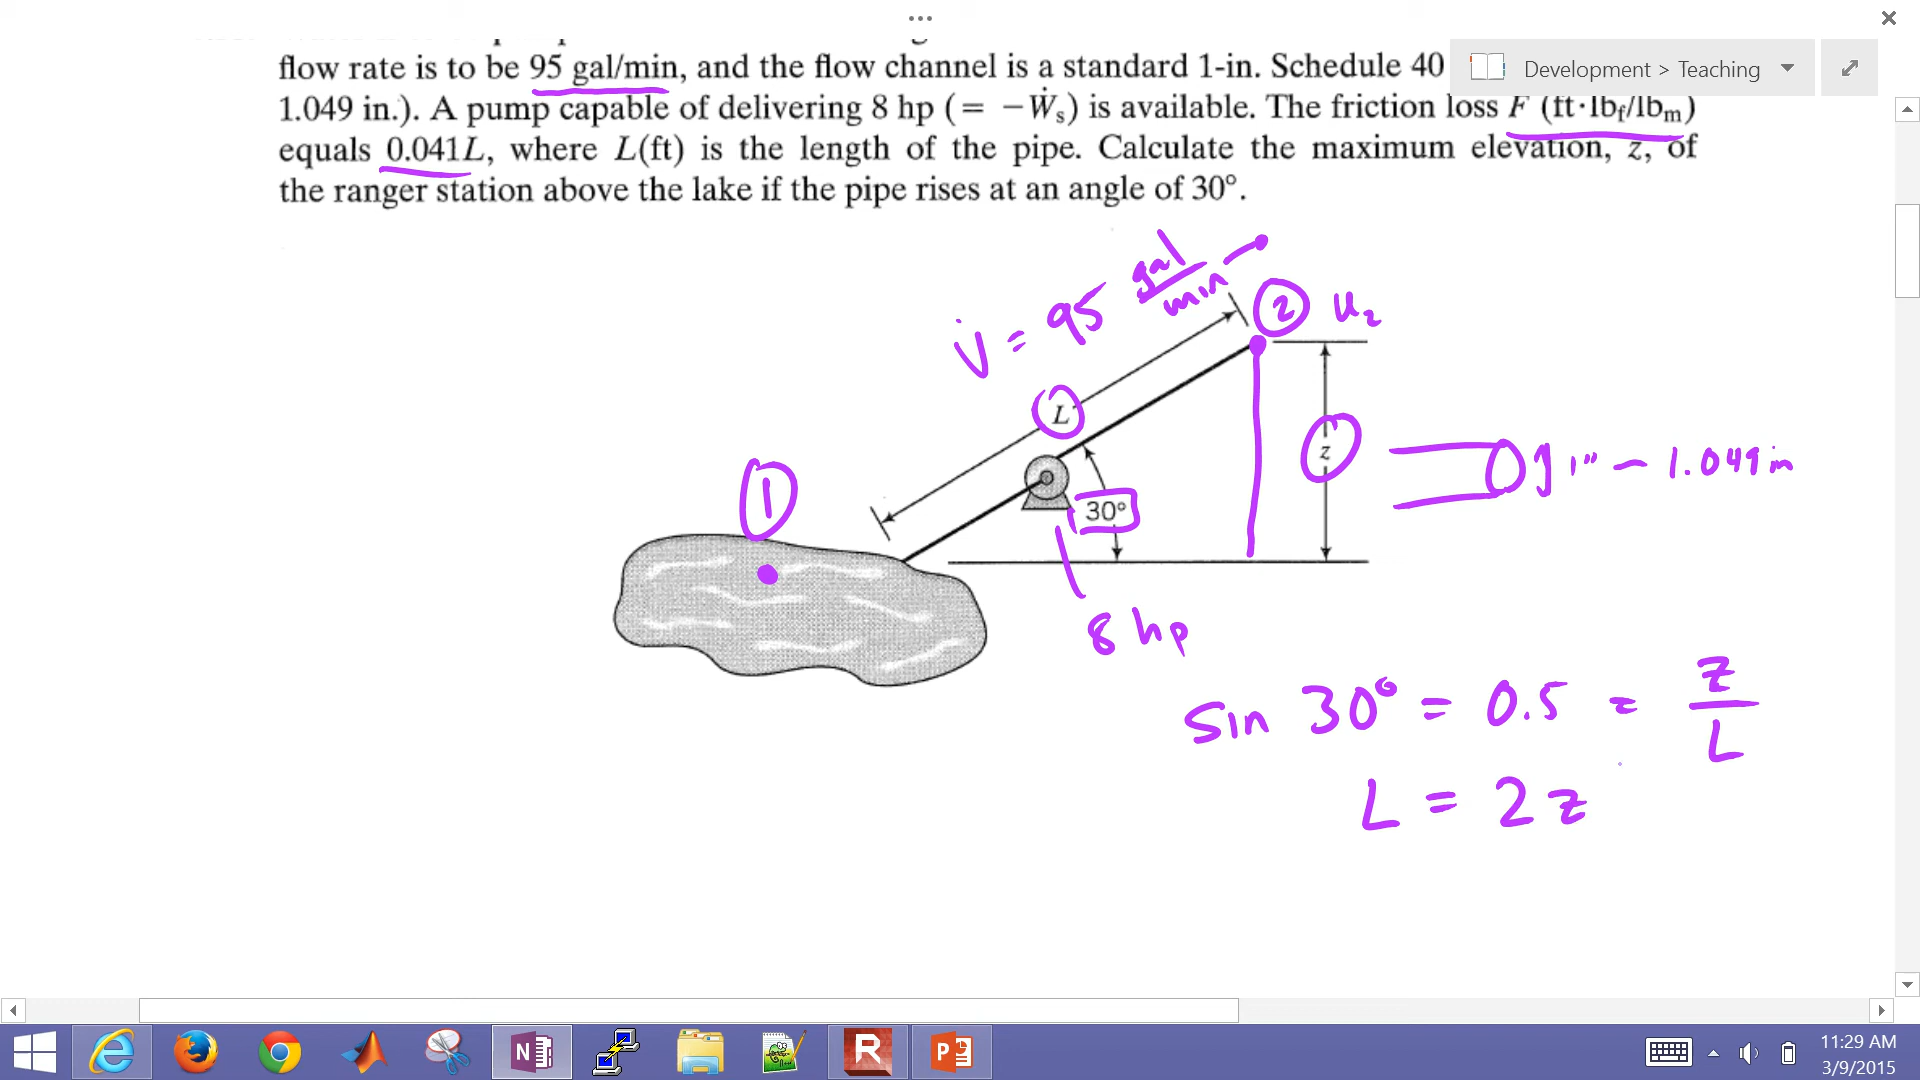 flow rate is to be 95 gal/min, and the flow channel is a standard 1-in. Schedule 40
Development > Teaching
1.049 in.). A pump capable of delivering 8 hp (= −Ẇs) is available. The friction loss F (ft·lbf/lbm)
equals 0.041L, where L(ft) is the length of the pipe. Calculate the maximum elevation, z, of
the ranger station above the lake if the pipe rises at an angle of 30°.
V̇ = 95 gal/min
2 u2
L
z
1" – 1.049 in
1
30°
8 hp
sin 30° = 0.5 = z/L
L = 2z
N
R
P
11:29 AM
3/9/2015